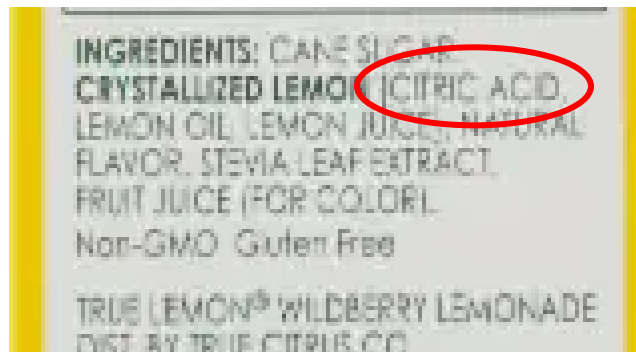 INGREDIENTS: CANE SUGAR,
CRYSTALLIZED LEMON (CITRIC ACID,
LEMON OIL, LEMON JUICE), NATURAL
FLAVOR, STEVIA LEAF EXTRACT,
FRUIT JUICE (FOR COLOR).
Non-GMO Gluten Free
TRUE LEMON® WILDBERRY LEMONADE
DIST. BY TRUE CITRUS CO